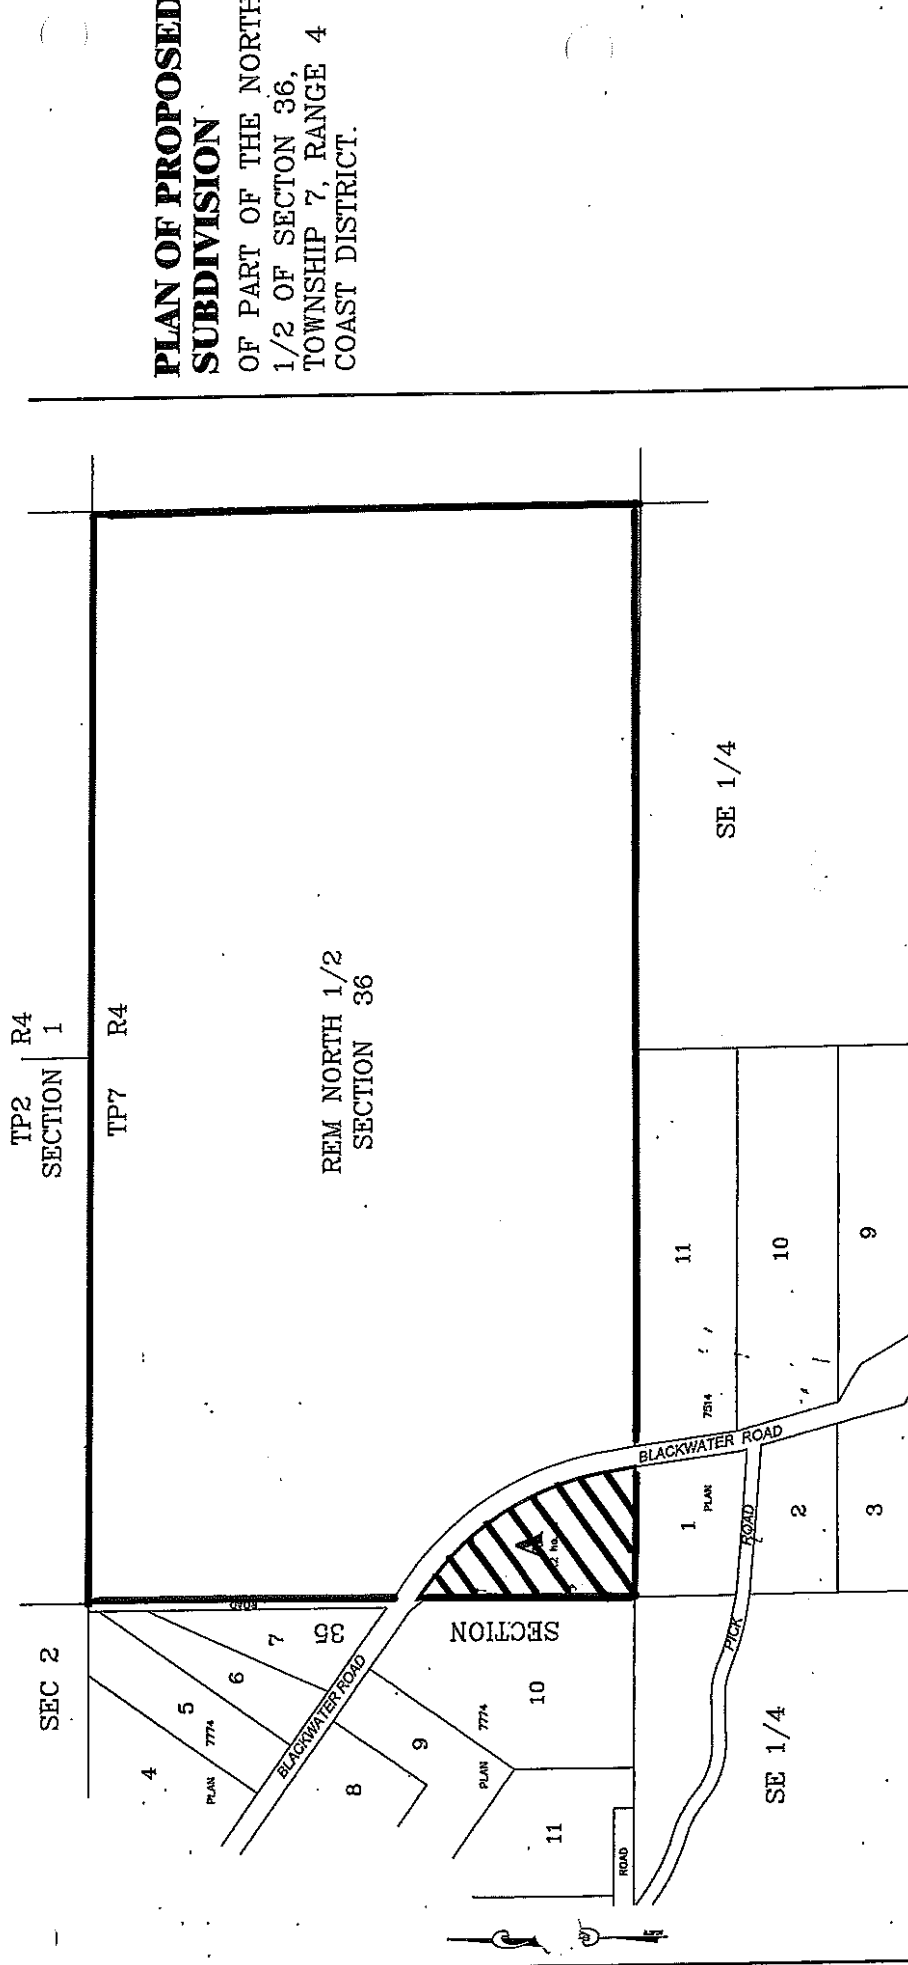 PLAN OF PROPOSED
SUBDIVISION
OF PART OF THE NORTH
1/2 OF SECTON 36,
TOWNSHIP 7, RANGE 4
COAST DISTRICT.
TP2 R4
SECTION 1
TP7 R4
SEC 2
REM NORTH 1/2
SECTION 36
ROAD
4
5
6
7
35
SECTION
PLAN 7774
BLACKWATER ROAD
8
9
10
PLAN 7774
11
ROAD
A
ha.
SE 1/4
11
10
9
PLAN 7514
BLACKWATER ROAD
1
2
3
PICK ROAD
SE 1/4